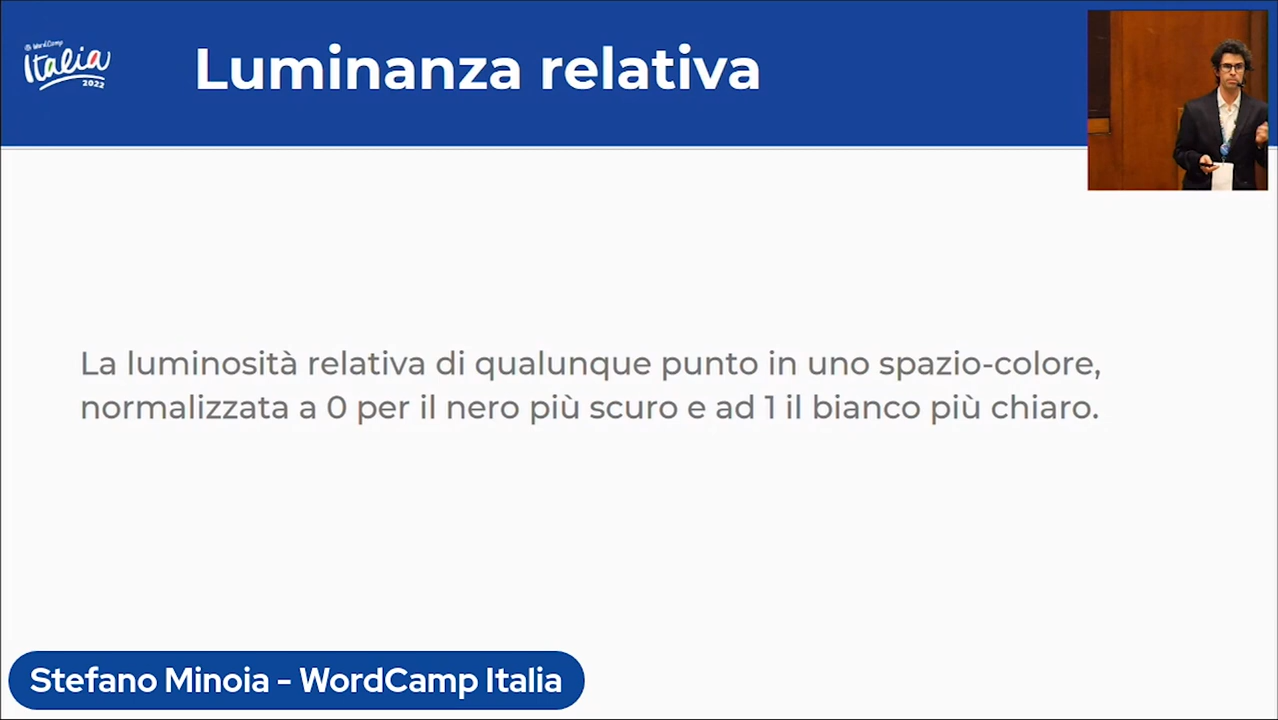 WordCamp
Italia
2022
Luminanza relativa
La luminosità relativa di qualunque punto in uno spazio-colore,
normalizzata a 0 per il nero più scuro e ad 1 il bianco più chiaro.
Stefano Minoia - WordCamp Italia